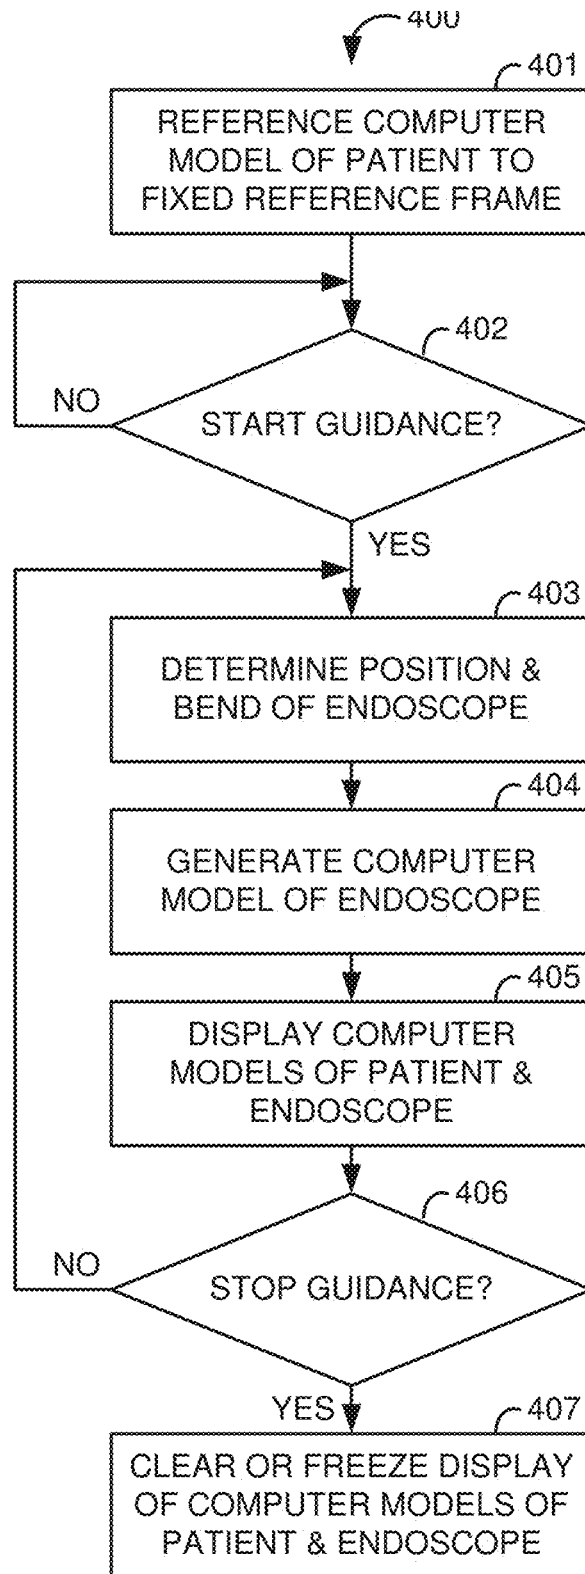 400
401
REFERENCE COMPUTER
MODEL OF PATIENT TO
FIXED REFERENCE FRAME
402
NO
START GUIDANCE?
YES
403
DETERMINE POSITION &
BEND OF ENDOSCOPE
404
GENERATE COMPUTER
MODEL OF ENDOSCOPE
405
DISPLAY COMPUTER
MODELS OF PATIENT &
ENDOSCOPE
406
NO
STOP GUIDANCE?
YES
407
CLEAR OR FREEZE DISPLAY
OF COMPUTER MODELS OF
PATIENT & ENDOSCOPE